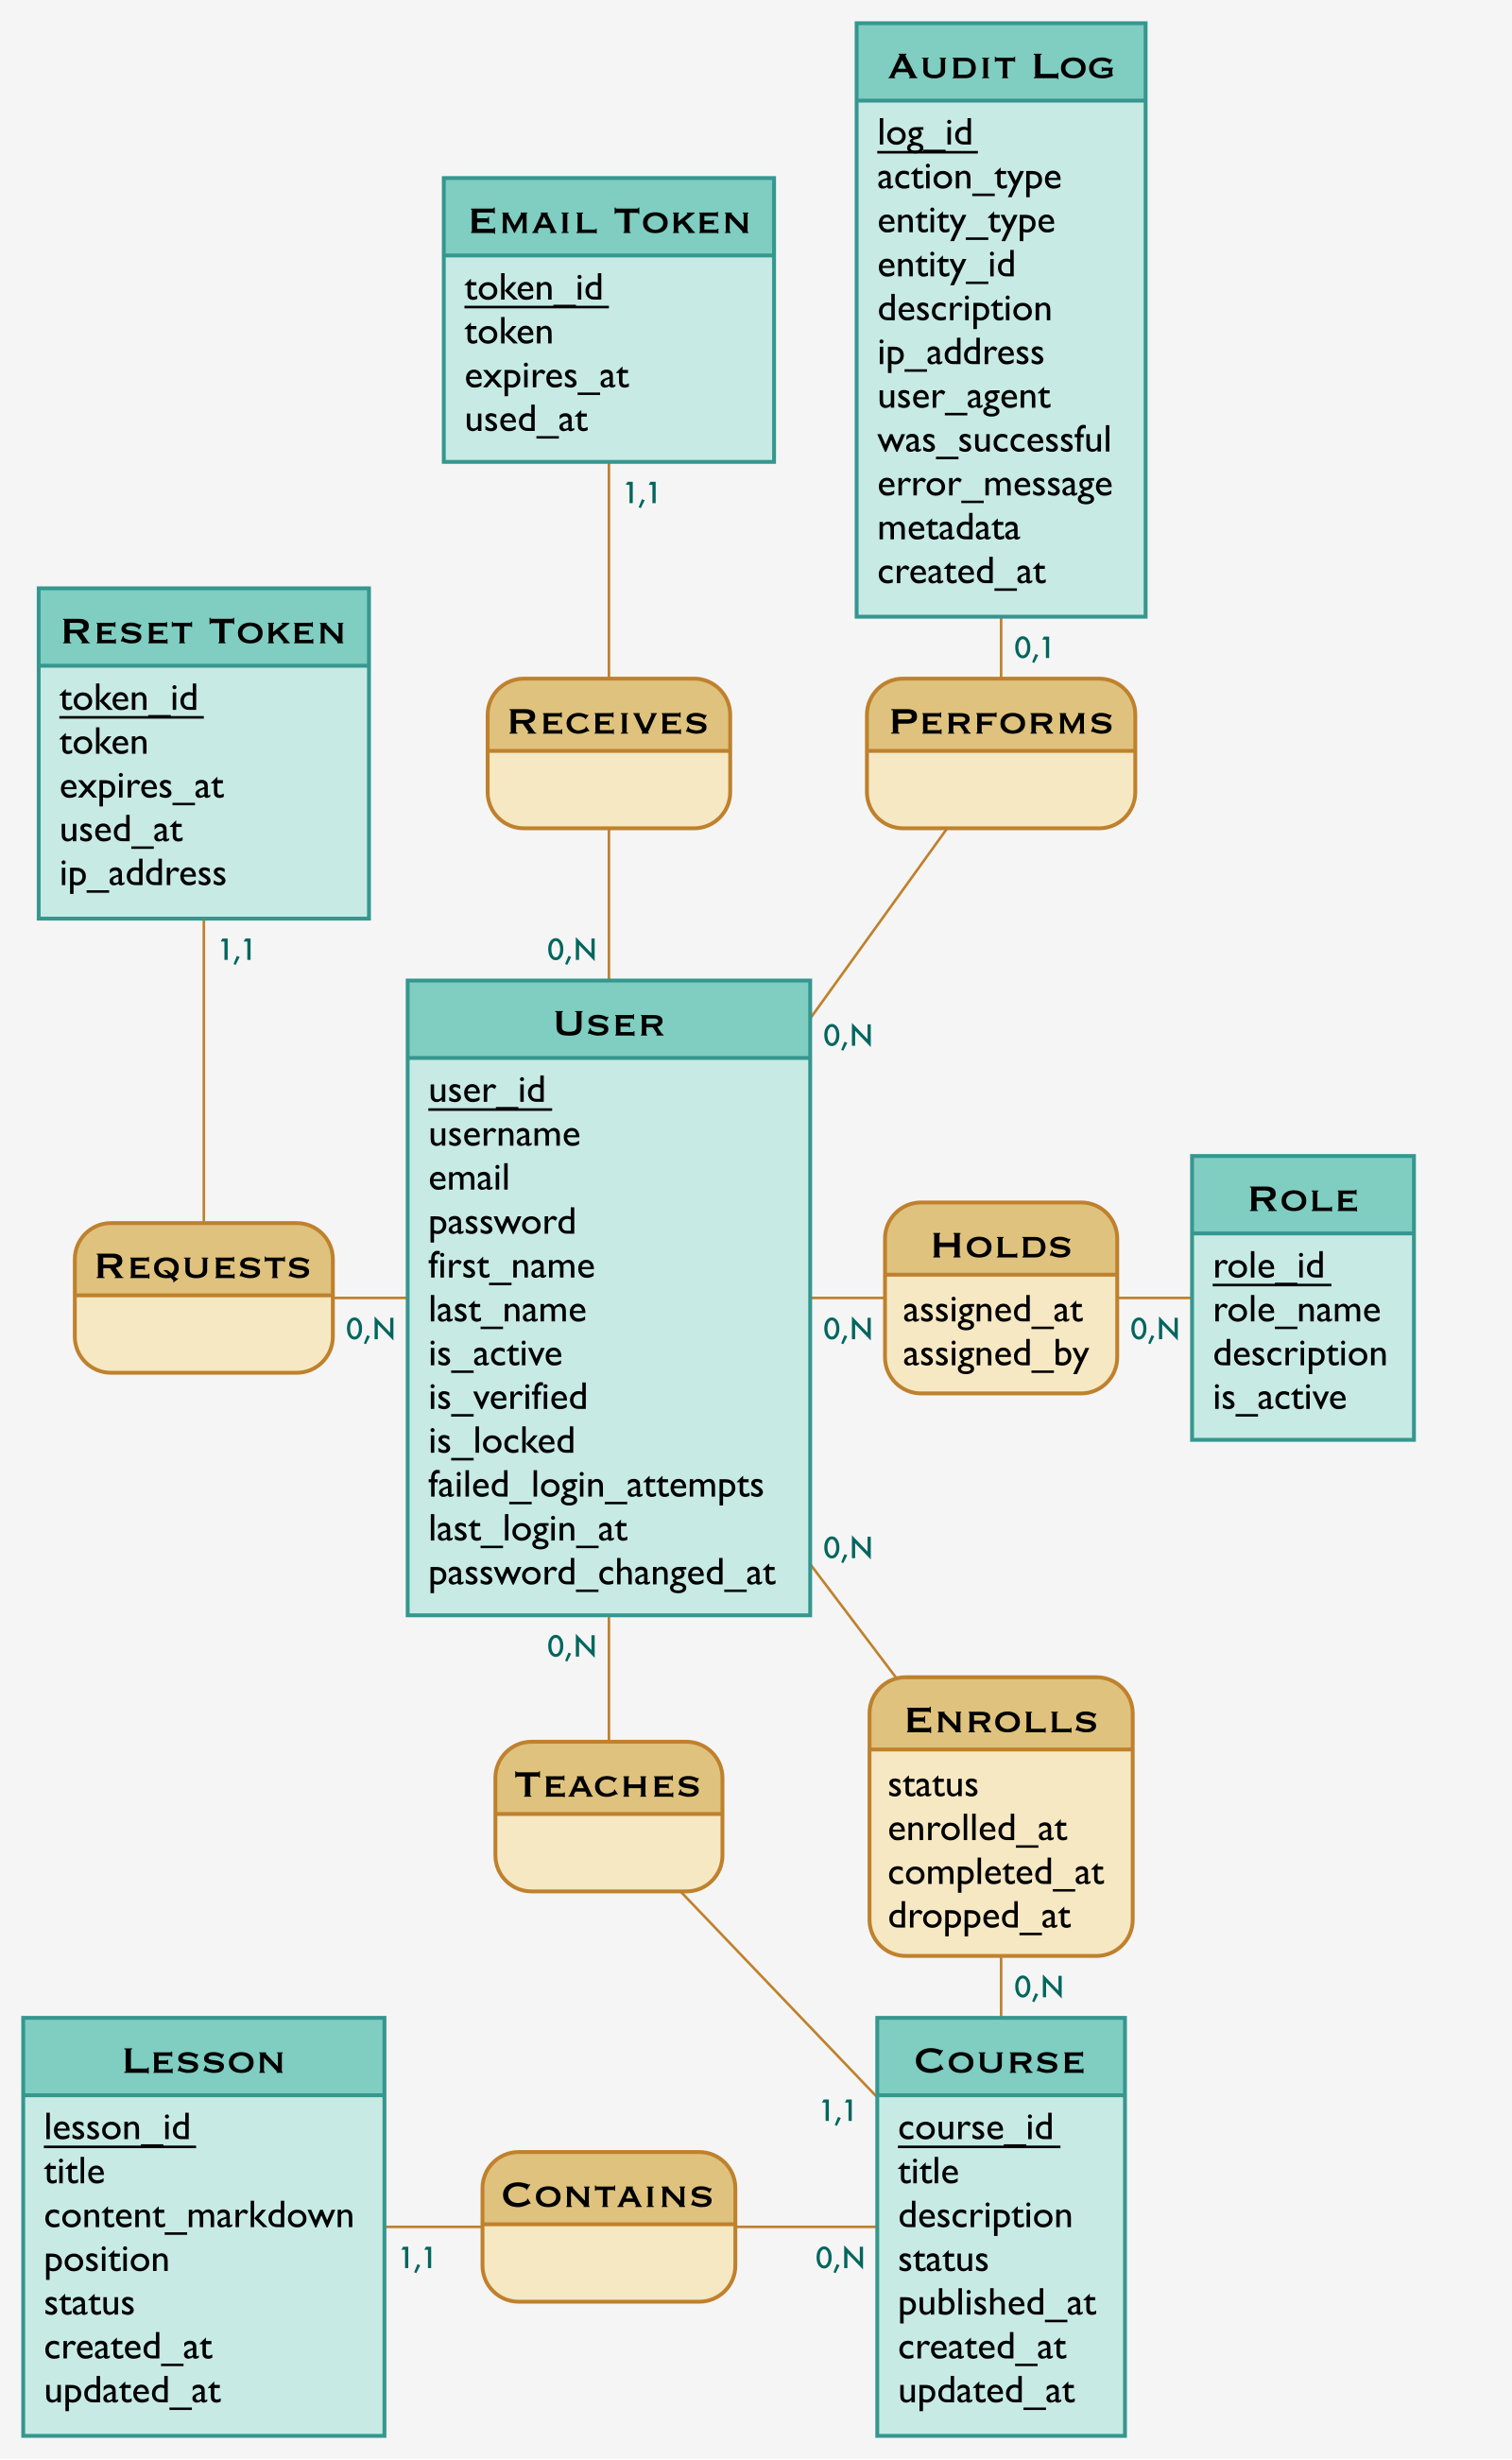 AUDIT LOG
log_id
action_type
entity_type
entity_id
description
ip_address
user_agent
was_successful
error_message
metadata
created_at
0,1
EMAIL TOKEN
token_id
token
expires_at
used_at
1,1
RESET TOKEN
token_id
token
expires_at
used_at
ip_address
1,1
RECEIVES
0,N
PERFORMS
0,N
USER
user_id
username
email
password
first_name
last_name
is_active
is_verified
is_locked
failed_login_attempts
last_login_at
password_changed_at
REQUESTS
0,N
0,N
HOLDS
assigned_at
assigned_by
0,N
ROLE
role_id
role_name
description
is_active
0,N
0,N
TEACHES
ENROLLS
status
enrolled_at
completed_at
dropped_at
0,N
1,1
LESSON
lesson_id
title
content_markdown
position
status
created_at
updated_at
1,1
CONTAINS
0,N
COURSE
course_id
title
description
status
published_at
created_at
updated_at